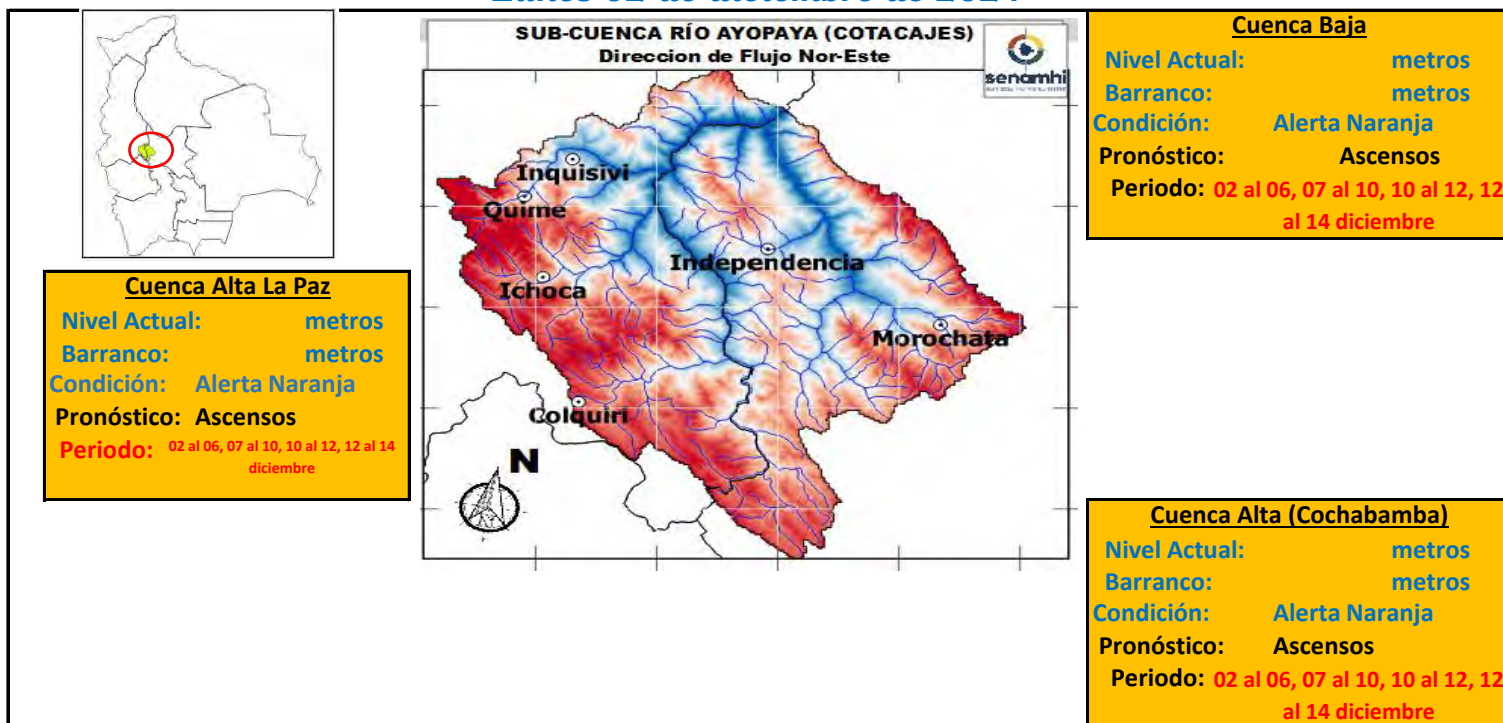 SUB-CUENCA RÍO AYOPAYA (COTACAJES)
Direccion de Flujo Nor-Este
senamhi
Inquisivi
Quime
Independencia
Ichoca
Morochata
Colquiri
N
Cuenca Baja
Nivel Actual: metros
Barranco: metros
Condición: Alerta Naranja
Pronóstico: Ascensos
Periodo: 02 al 06, 07 al 10, 10 al 12, 12
al 14 diciembre
Cuenca Alta La Paz
Nivel Actual: metros
Barranco: metros
Condición: Alerta Naranja
Pronóstico: Ascensos
Periodo: 02 al 06, 07 al 10, 10 al 12, 12 al 14
diciembre
Cuenca Alta (Cochabamba)
Nivel Actual: metros
Barranco: metros
Condición: Alerta Naranja
Pronóstico: Ascensos
Periodo: 02 al 06, 07 al 10, 10 al 12, 12
al 14 diciembre